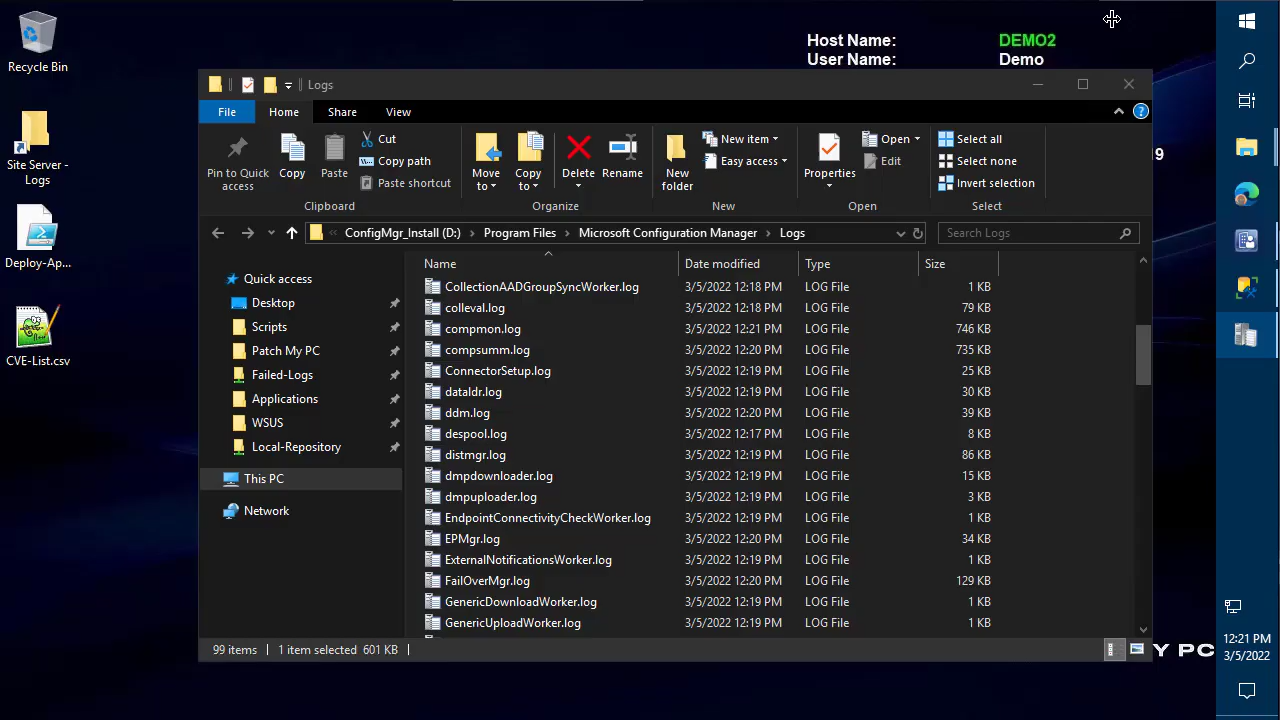 Recycle Bin
Site Server -
Logs
Deploy-Ap...
CVE-List.csv
Host Name: DEMO2
User Name: Demo
9
Logs
File Home Share View
Pin to Quick
access
Copy
Paste
Cut
Copy path
Paste shortcut
Clipboard
Move
to
Copy
to
Delete
Rename
Organize
New
folder
New item
Easy access
New
Properties
Open
Edit
Open
Select all
Select none
Invert selection
Select
ConfigMgr_Install (D:) Program Files Microsoft Configuration Manager Logs
Search Logs
Quick access
Desktop
Scripts
Patch My PC
Failed-Logs
Applications
WSUS
Local-Repository
This PC
Network
Name Date modified Type Size
CollectionAADGroupSyncWorker.log 3/5/2022 12:18 PM LOG File 1 KB
colleval.log 3/5/2022 12:18 PM LOG File 79 KB
compmon.log 3/5/2022 12:21 PM LOG File 746 KB
compsumm.log 3/5/2022 12:20 PM LOG File 735 KB
ConnectorSetup.log 3/5/2022 12:19 PM LOG File 25 KB
dataldr.log 3/5/2022 12:19 PM LOG File 30 KB
ddm.log 3/5/2022 12:20 PM LOG File 39 KB
despool.log 3/5/2022 12:17 PM LOG File 8 KB
distmgr.log 3/5/2022 12:19 PM LOG File 86 KB
dmpdownloader.log 3/5/2022 12:19 PM LOG File 15 KB
dmpuploader.log 3/5/2022 12:19 PM LOG File 3 KB
EndpointConnectivityCheckWorker.log 3/5/2022 12:19 PM LOG File 1 KB
EPMgr.log 3/5/2022 12:20 PM LOG File 34 KB
ExternalNotificationsWorker.log 3/5/2022 12:19 PM LOG File 1 KB
FailOverMgr.log 3/5/2022 12:20 PM LOG File 129 KB
GenericDownloadWorker.log 3/5/2022 12:19 PM LOG File 1 KB
GenericUploadWorker.log 3/5/2022 12:19 PM LOG File 1 KB
99 items 1 item selected 601 KB
Y PC
12:21 PM
3/5/2022